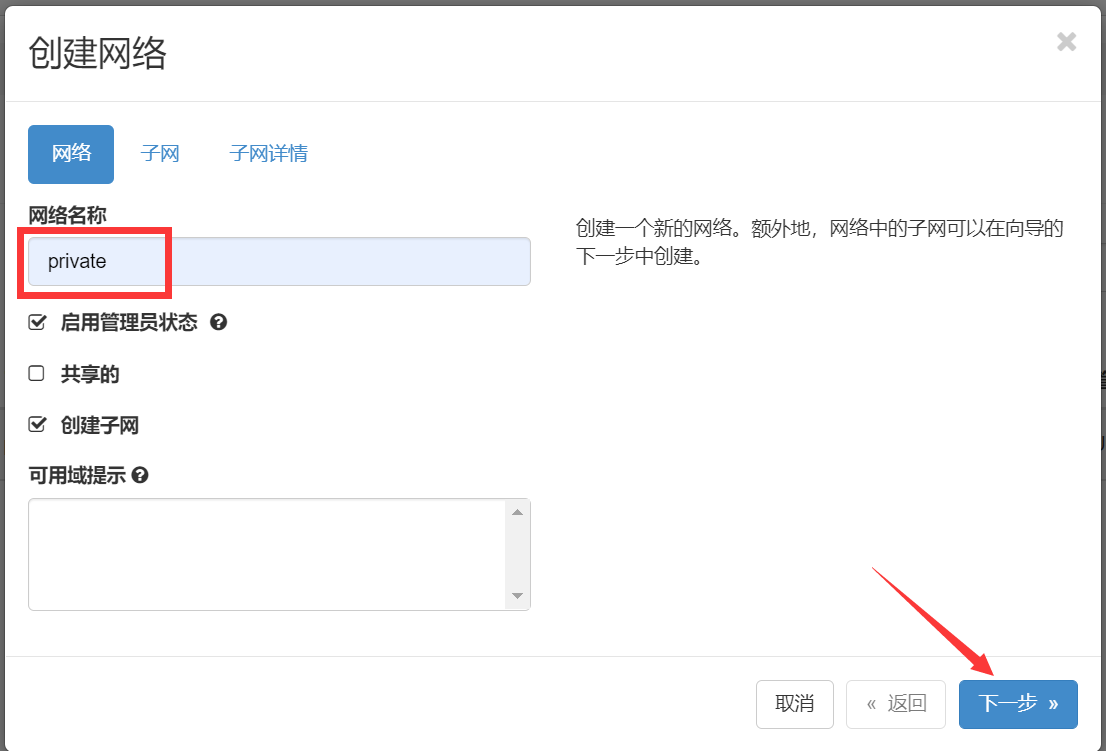 创建网络
×
网络 子网 子网详情
网络名称
private
启用管理员状态
共享的
创建子网
可用域提示
创建一个新的网络。额外地，网络中的子网可以在向导的
下一步中创建。
取消 « 返回 下一步 »